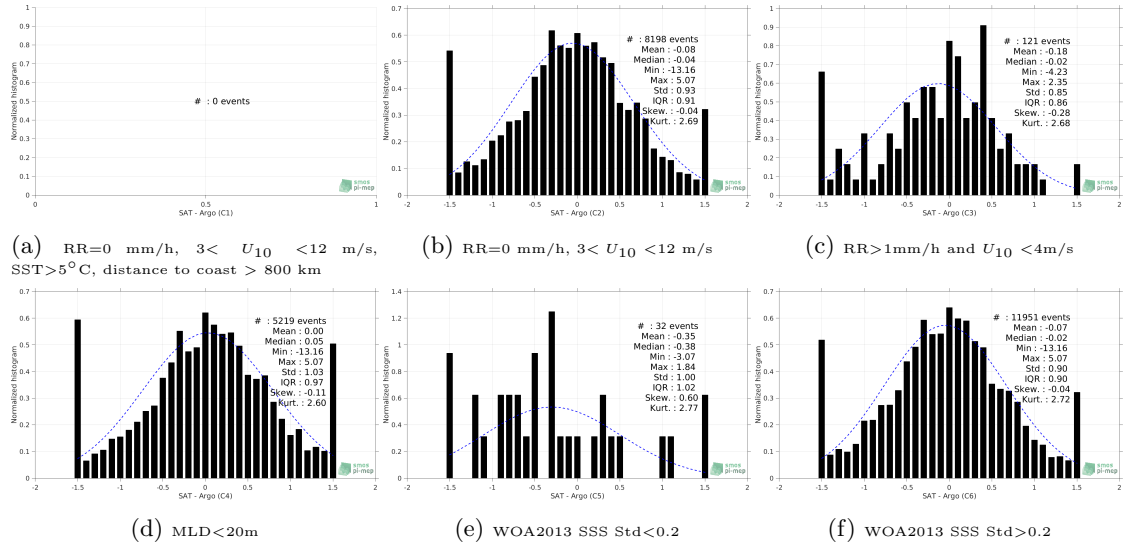 1
0.9
0.8
0.7
0.6
0.5
0.4
0.3
0.2
0.1
0
Normalized histogram
# : 0 events
smos
pi-mep
0 0.5 1
SAT - Argo (C1)
(a) RR=0 mm/h, 3< U10 <12 m/s,
SST>5°C, distance to coast > 800 km
0.7
0.6
0.5
0.4
0.3
0.2
0.1
0
Normalized histogram
# : 8198 events
Mean : -0.08
Median : -0.04
Min : -13.16
Max : 5.07
Std : 0.93
IQR : 0.91
Skew. : -0.04
Kurt. : 2.69
smos
pi-mep
-2 -1.5 -1 -0.5 0 0.5 1 1.5 2
SAT - Argo (C2)
(b) RR=0 mm/h, 3< U10 <12 m/s
1
0.9
0.8
0.7
0.6
0.5
0.4
0.3
0.2
0.1
0
Normalized histogram
# : 121 events
Mean : -0.18
Median : -0.02
Min : -4.23
Max : 2.35
Std : 0.85
IQR : 0.86
Skew. : -0.28
Kurt. : 2.68
smos
pi-mep
-2 -1.5 -1 -0.5 0 0.5 1 1.5 2
SAT - Argo (C3)
(c) RR>1mm/h and U10 <4m/s
0.7
0.6
0.5
0.4
0.3
0.2
0.1
0
Normalized histogram
# : 5219 events
Mean : 0.00
Median : 0.05
Min : -13.16
Max : 5.07
Std : 1.03
IQR : 0.97
Skew. : -0.11
Kurt. : 2.60
smos
pi-mep
-2 -1.5 -1 -0.5 0 0.5 1 1.5 2
SAT - Argo (C4)
(d) MLD<20m
1.4
1.2
1
0.8
0.6
0.4
0.2
0
Normalized histogram
# : 32 events
Mean : -0.35
Median : -0.38
Min : -3.07
Max : 1.84
Std : 1.00
IQR : 1.02
Skew. : 0.60
Kurt. : 2.77
smos
pi-mep
-2 -1.5 -1 -0.5 0 0.5 1 1.5 2
SAT - Argo (C5)
(e) WOA2013 SSS Std<0.2
0.7
0.6
0.5
0.4
0.3
0.2
0.1
0
Normalized histogram
# : 11951 events
Mean : -0.07
Median : -0.02
Min : -13.16
Max : 5.07
Std : 0.90
IQR : 0.90
Skew. : -0.04
Kurt. : 2.72
smos
pi-mep
-2 -1.5 -1 -0.5 0 0.5 1 1.5 2
SAT - Argo (C6)
(f) WOA2013 SSS Std>0.2